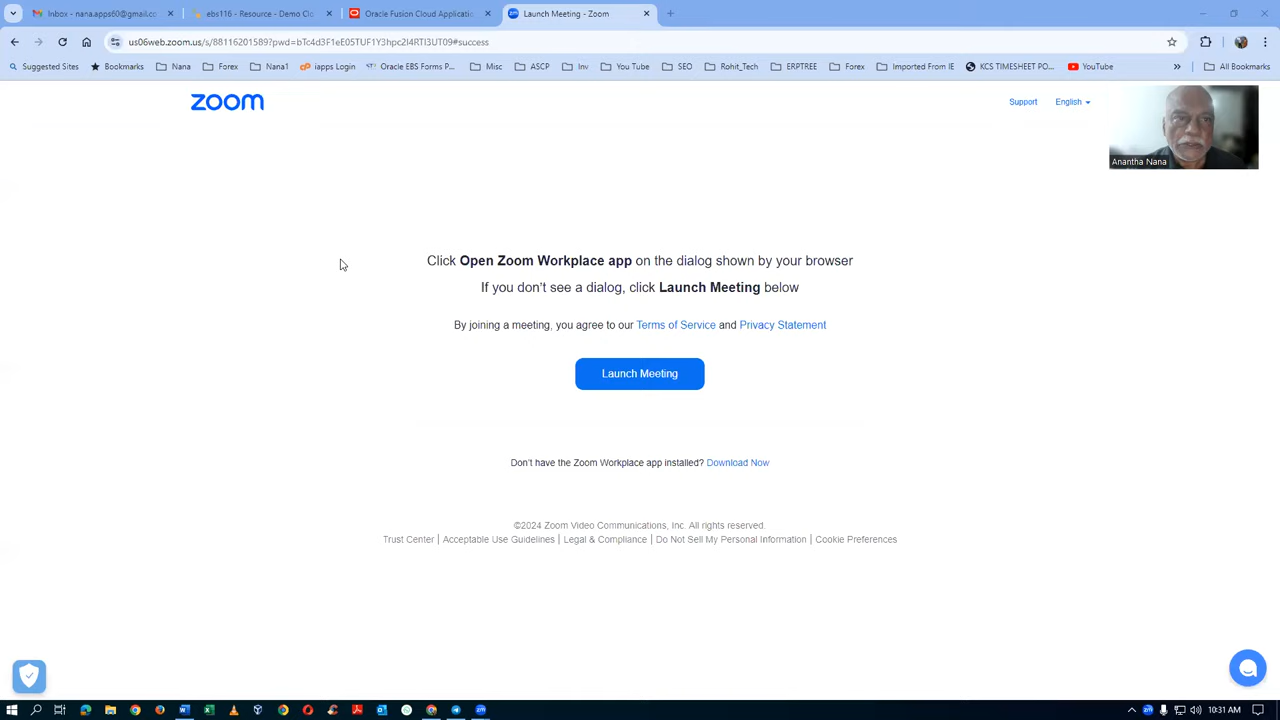 Inbox - nana.apps60@gmail.co
ebs116 - Resource - Demo Clo
Oracle Fusion Cloud Applicatio
Launch Meeting - Zoom
us06web.zoom.us/s/88116201589?pwd=bTc4d3F1eE05TUF1Y3hpc2l4RTI3UT09#success
Suggested Sites
Bookmarks
Nana
Forex
Nana1
iapps Login
Oracle EBS Forms P...
Misc
ASCP
Inv
You Tube
SEO
Rohit_Tech
ERPTREE
Forex
Imported From IE
KCS TIMESHEET PO...
YouTube
All Bookmarks
zoom
Support
English
Anantha Nana
Click Open Zoom Workplace app on the dialog shown by your browser
If you don't see a dialog, click Launch Meeting below
By joining a meeting, you agree to our Terms of Service and Privacy Statement
Launch Meeting
Don't have the Zoom Workplace app installed? Download Now
©2024 Zoom Video Communications, Inc. All rights reserved.
Trust Center | Acceptable Use Guidelines | Legal & Compliance | Do Not Sell My Personal Information | Cookie Preferences
10:31 AM